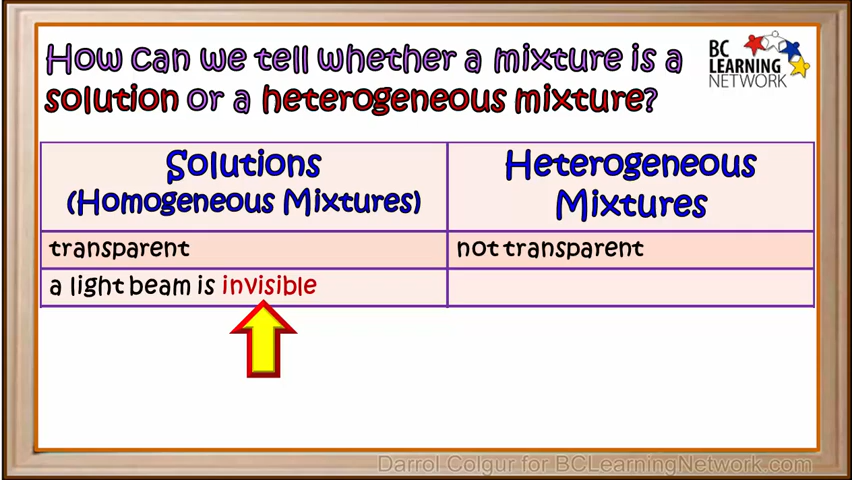 How can we tell whether a mixture is a
solution or a heterogeneous mixture?
BC
LEARNING
NETWORK
Solutions
(Homogeneous Mixtures)
Heterogeneous
Mixtures
transparent
not transparent
a light beam is invisible
Darrol Colgur for BCLearningNetwork.com